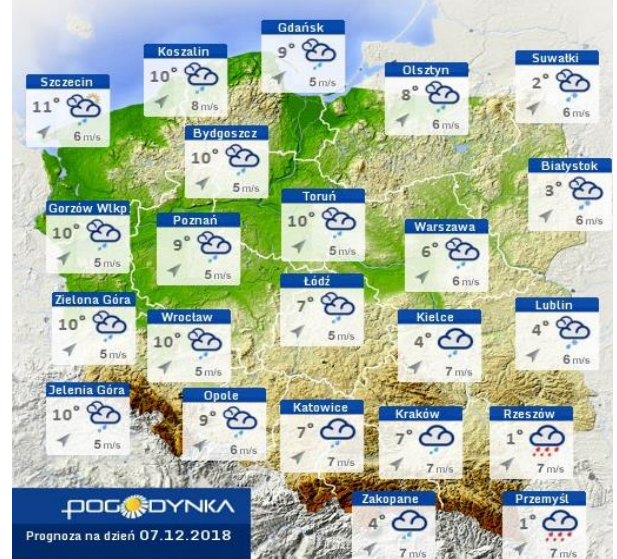 Gdańsk
9°
5 m/s
Koszalin
10°
8 m/s
Suwałki
2°
6 m/s
Olsztyn
8°
6 m/s
Szczecin
11°
6 m/s
Bydgoszcz
10°
5 m/s
Białystok
3°
6 m/s
Toruń
10°
5 m/s
Gorzów Wlkp
10°
5 m/s
Poznań
9°
5 m/s
Warszawa
6°
6 m/s
Łódź
7°
5 m/s
Zielona Góra
10°
5 m/s
Lublin
4°
6 m/s
Wrocław
10°
5 m/s
Kielce
4°
7 m/s
Jelenia Góra
10°
5 m/s
Opole
9°
6 m/s
Katowice
7°
7 m/s
Kraków
7°
7 m/s
Rzeszów
1°
7 m/s
Zakopane
4°
7 m/s
Przemyśl
1°
7 m/s
POGODYNKA
Prognoza na dzień 07.12.2018